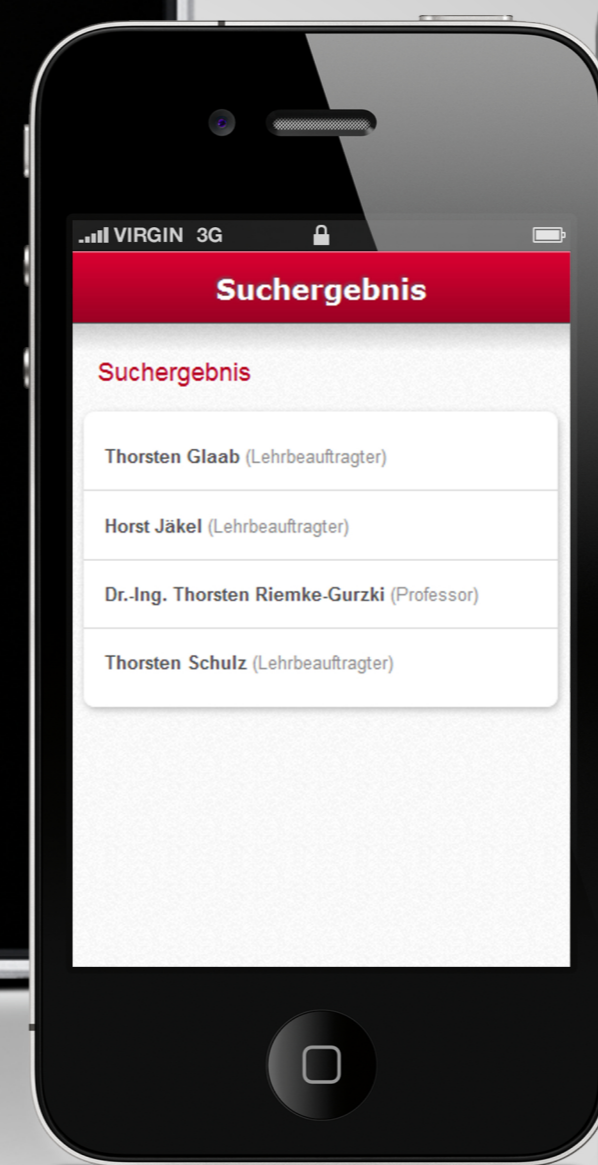 VIRGIN 3G
Suchergebnis
Suchergebnis
Thorsten Glaab (Lehrbeauftragter)
Horst Jäkel (Lehrbeauftragter)
Dr.-Ing. Thorsten Riemke-Gurzki (Professor)
Thorsten Schulz (Lehrbeauftragter)